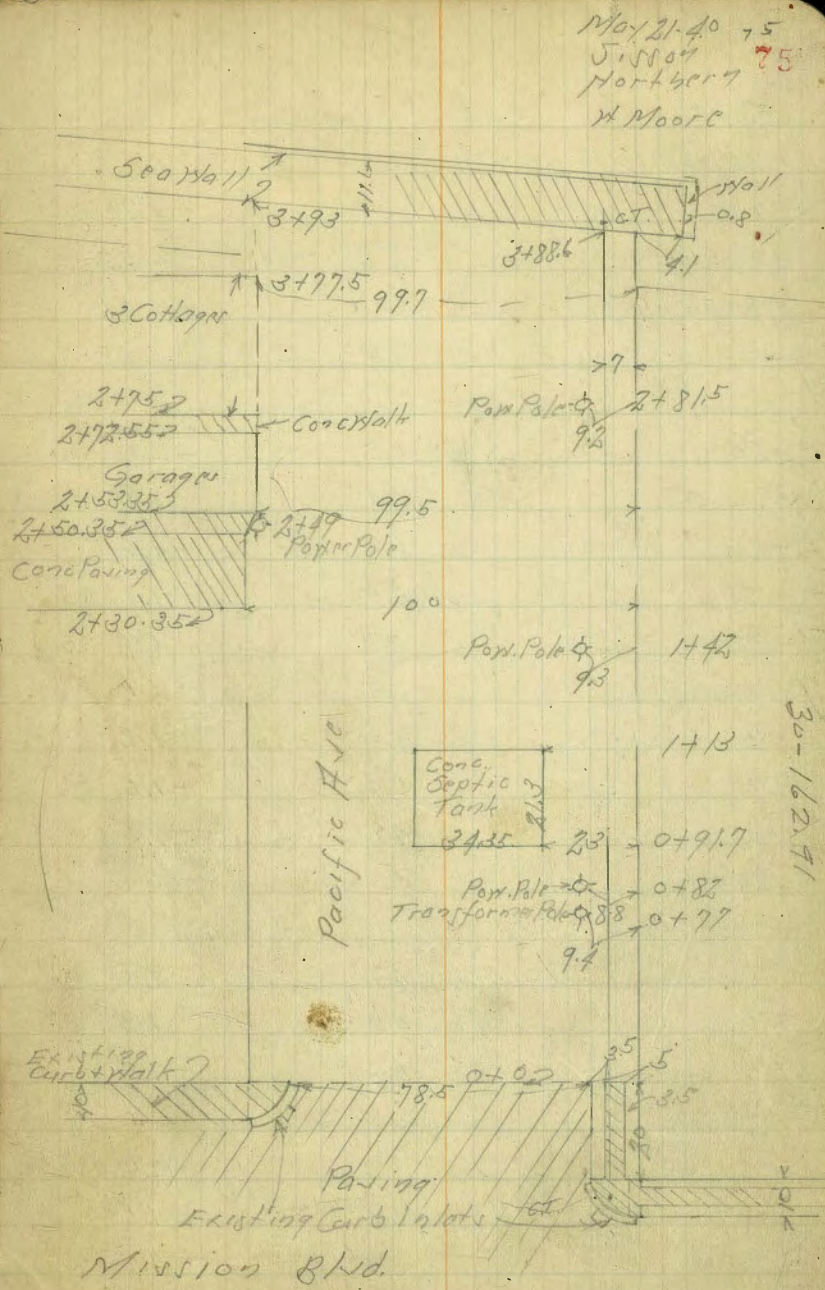 May 21-40 75
Sisson 75
Northern
W Moore
Sea Wall
11.6
Wall
3+93
C.T.
0.8
3+88.6
4.1
3+77.5
99.7
3 Cottages
7
2+75
Pow. Pole
2+81.5
2+72.55
Conc Walk
9.2
Garages
2+53.35
99.5
2+50.35
2+49
Power Pole
Conc Paving
100
2+30.35
Pow. Pole
1+42
9.3
30-162.91
Pacific Ave
1+13
Conc.
Septic
Tank
21.3
34.35
23
0+91.7
Pow. Pole
0+82
Transformer Pole
8.8
0+77
9.4
Existing
Curb + Walk
3.5
5
0+02
78.5
3.5
40
20
Paving
10
Existing Curb Inlets
Mission Blvd.